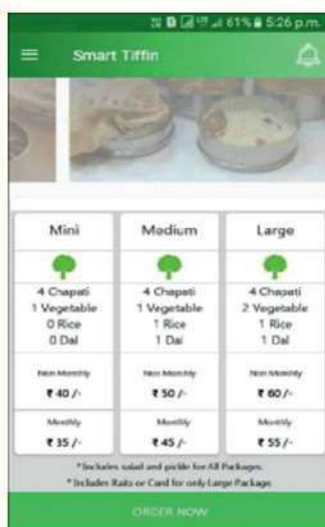 61% 5:26 p.m.
Smart Tiffin
Mini
4 Chapati
1 Vegetable
0 Rice
0 Dal
Non Monthly
₹ 40 /-
Monthly
₹ 35 /-
Medium
4 Chapati
1 Vegetable
1 Rice
1 Dal
Non Monthly
₹ 50 /-
Monthly
₹ 45 /-
Large
4 Chapati
2 Vegetable
1 Rice
1 Dal
Non Monthly
₹ 60 /-
Monthly
₹ 55 /-
*Includes salad and pickle for All Packages.
* Includes Raita or Curd for only Large Package.
ORDER NOW